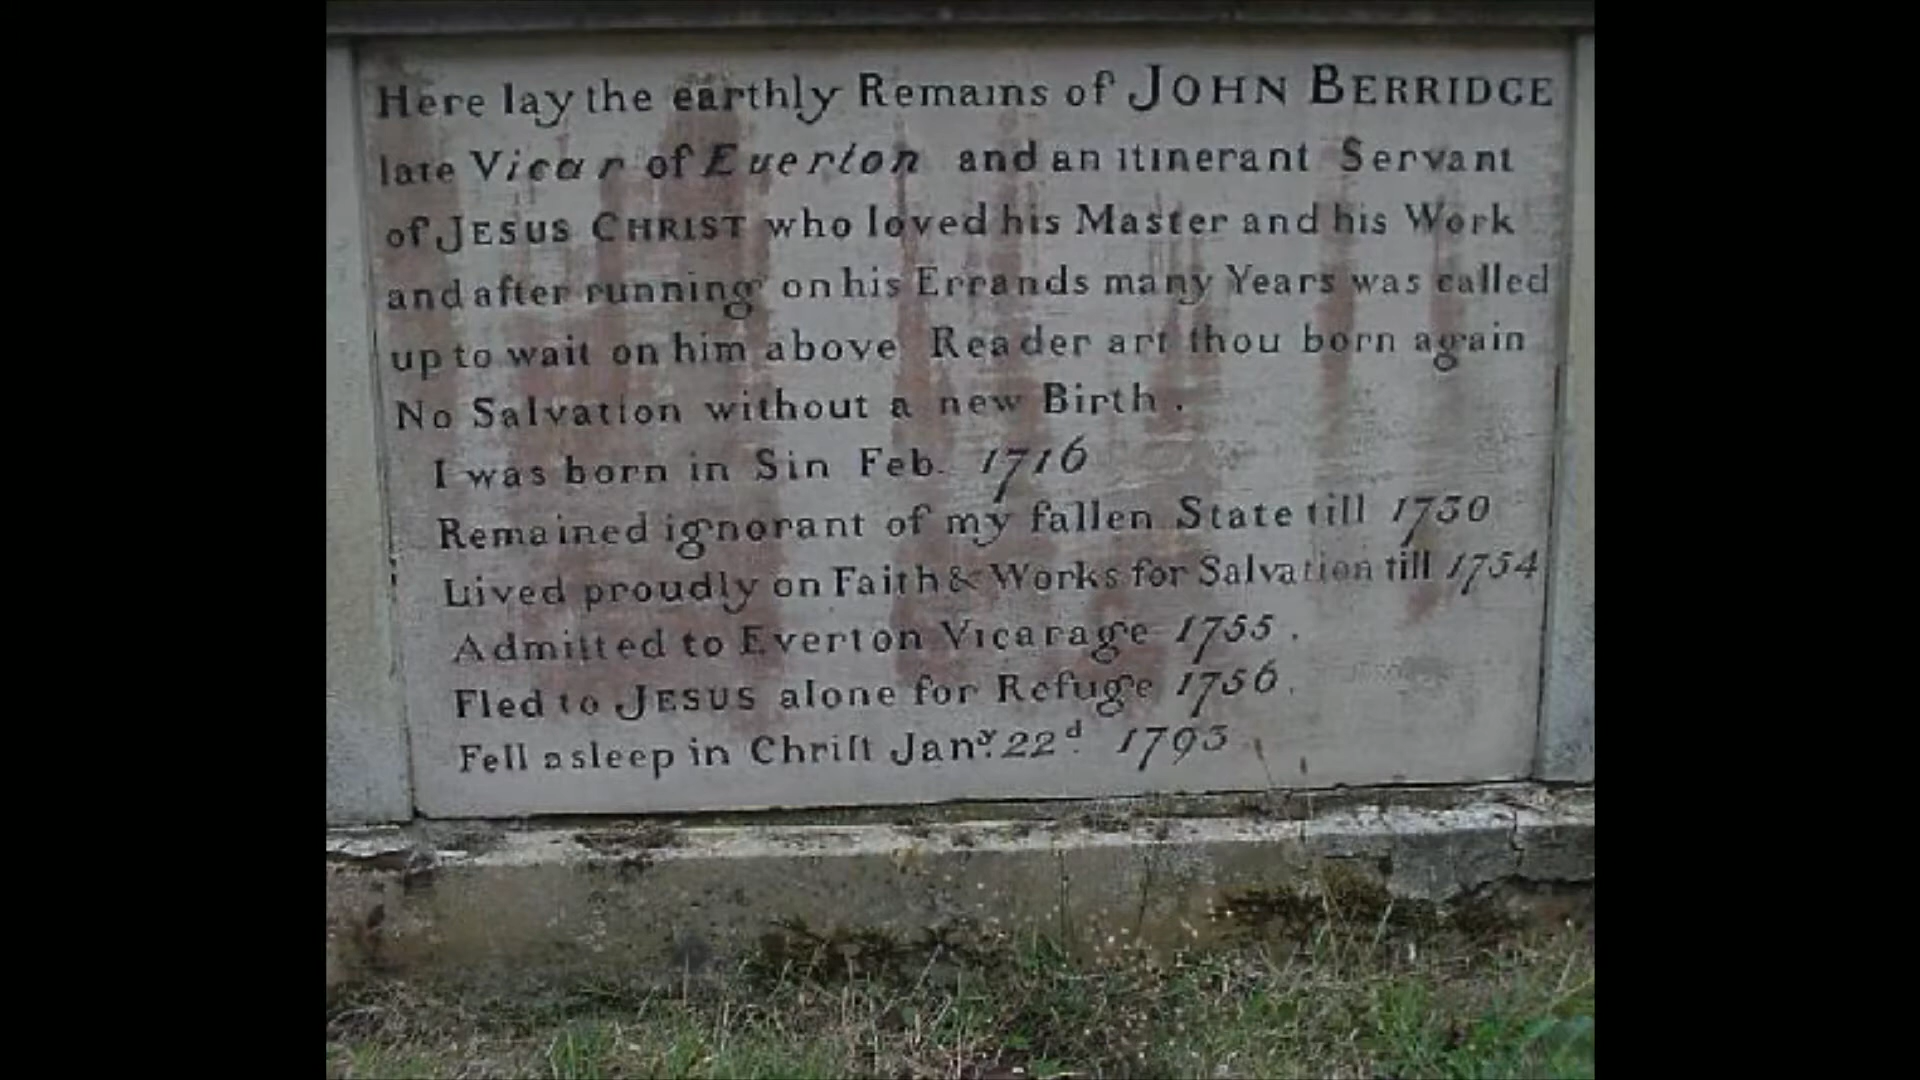 Here lay the earthly Remains of JOHN BERRIDGE
late Vicar of Everton and an itinerant Servant
of JESUS CHRIST who loved his Master and his Work
and after running on his Errands many Years was called
up to wait on him above Reader art thou born again
No Salvation without a new Birth.
I was born in Sin Feb. 1716
Remained ignorant of my fallen State till 1730
Lived proudly on Faith & Works for Salvation till 1754
Admitted to Everton Vicarage 1755.
Fled to JESUS alone for Refuge 1756.
Fell asleep in Chriſt Jany. 22d. 1793